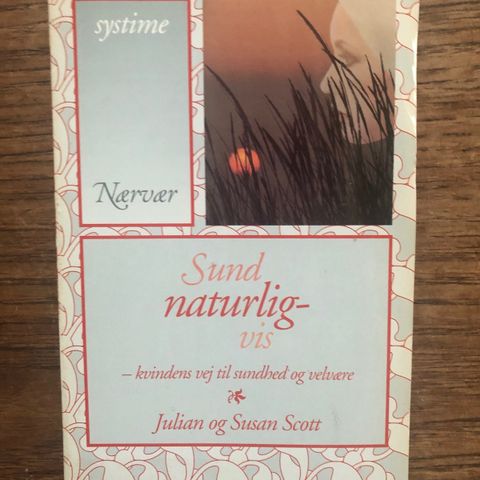 systime
Nærvær
Sund
naturlig-
vis
– kvindens vej til sundhed og velvære
Julian og Susan Scott